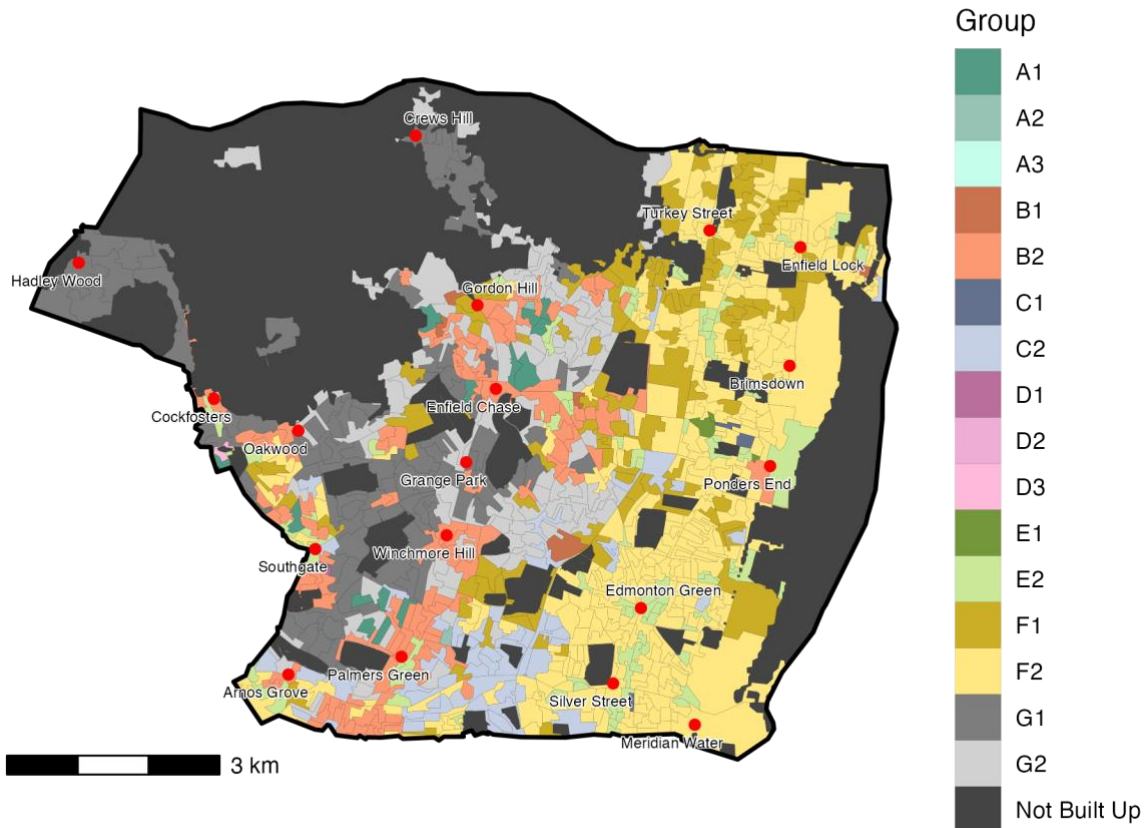 Group
A1
A2
A3
B1
B2
C1
C2
D1
D2
D3
E1
E2
F1
F2
G1
G2
Not Built Up
Crews Hill
Turkey Street
Enfield Lock
Hadley Wood
Gordon Hill
Brimsdown
Enfield Chase
Cockfosters
Oakwood
Grange Park
Ponders End
Winchmore Hill
Southgate
Edmonton Green
Palmers Green
Arnos Grove
Silver Street
Meridian Water
3 km